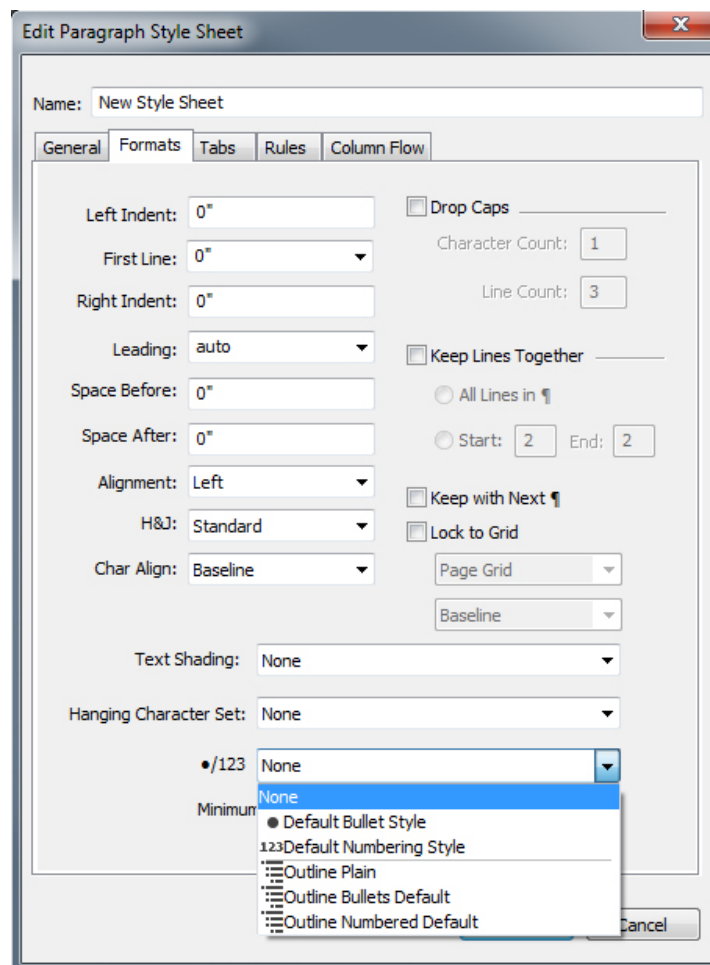 Edit Paragraph Style Sheet
x
Name: New Style Sheet
General Formats Tabs Rules Column Flow
Left Indent: 0"
First Line: 0"
Right Indent: 0"
Leading: auto
Space Before: 0"
Space After: 0"
Alignment: Left
H&J: Standard
Char Align: Baseline
Drop Caps
Character Count: 1
Line Count: 3
Keep Lines Together
All Lines in ¶
Start: 2 End: 2
Keep with Next ¶
Lock to Grid
Page Grid
Baseline
Text Shading: None
Hanging Character Set: None
●/123 None
Minimum
None
● Default Bullet Style
123 Default Numbering Style
Outline Plain
Outline Bullets Default
Outline Numbered Default
Cancel